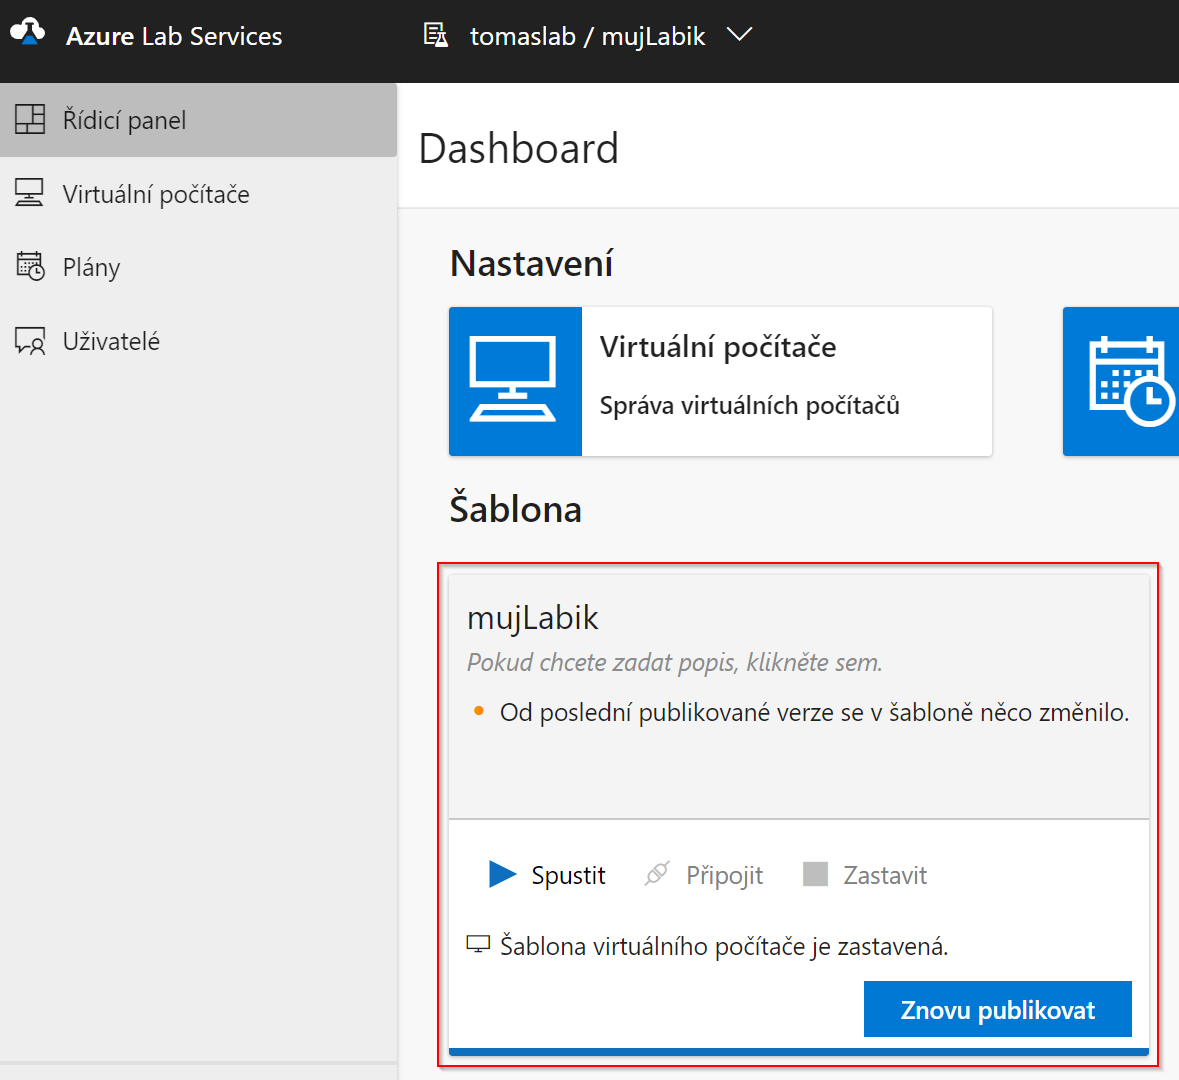 Azure Lab Services
tomaslab / mujLabik
Řídicí panel
Virtuální počítače
Plány
Uživatelé
Dashboard
Nastavení
Virtuální počítače
Správa virtuálních počítačů
Šablona
mujLabik
Pokud chcete zadat popis, klikněte sem.
Od poslední publikované verze se v šabloně něco změnilo.
Spustit Připojit Zastavit
Šablona virtuálního počítače je zastavená.
Znovu publikovat